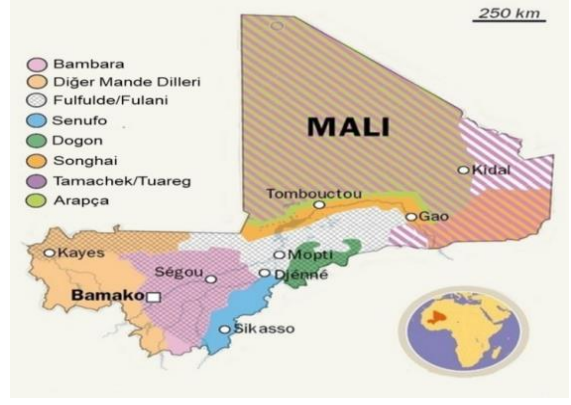 250 km
Bambara
Diğer Mande Dilleri
Fulfulde/Fulani
Senufo
Dogon
Songhai
Tamachek/Tuareg
Arapça
MALI
Kidal
Tombouctou
Gao
Kayes
Mopti
Ségou
Djénné
Bamako
Sikasso